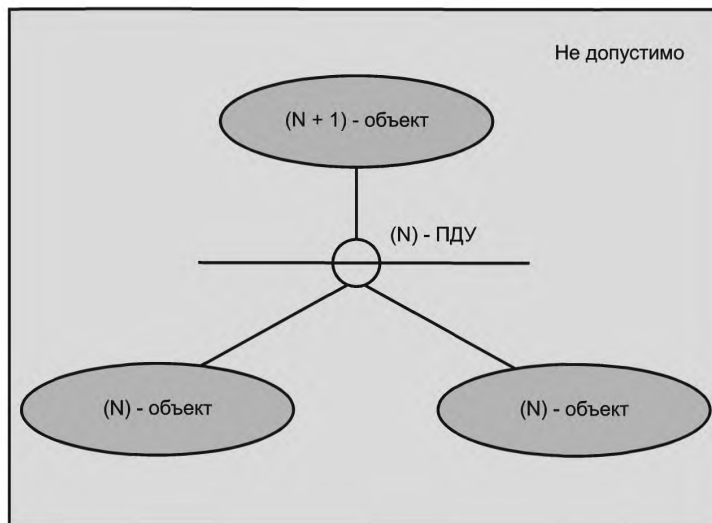 Не допустимо
(N + 1) - объект
(N) - ПДУ
(N) - объект
(N) - объект